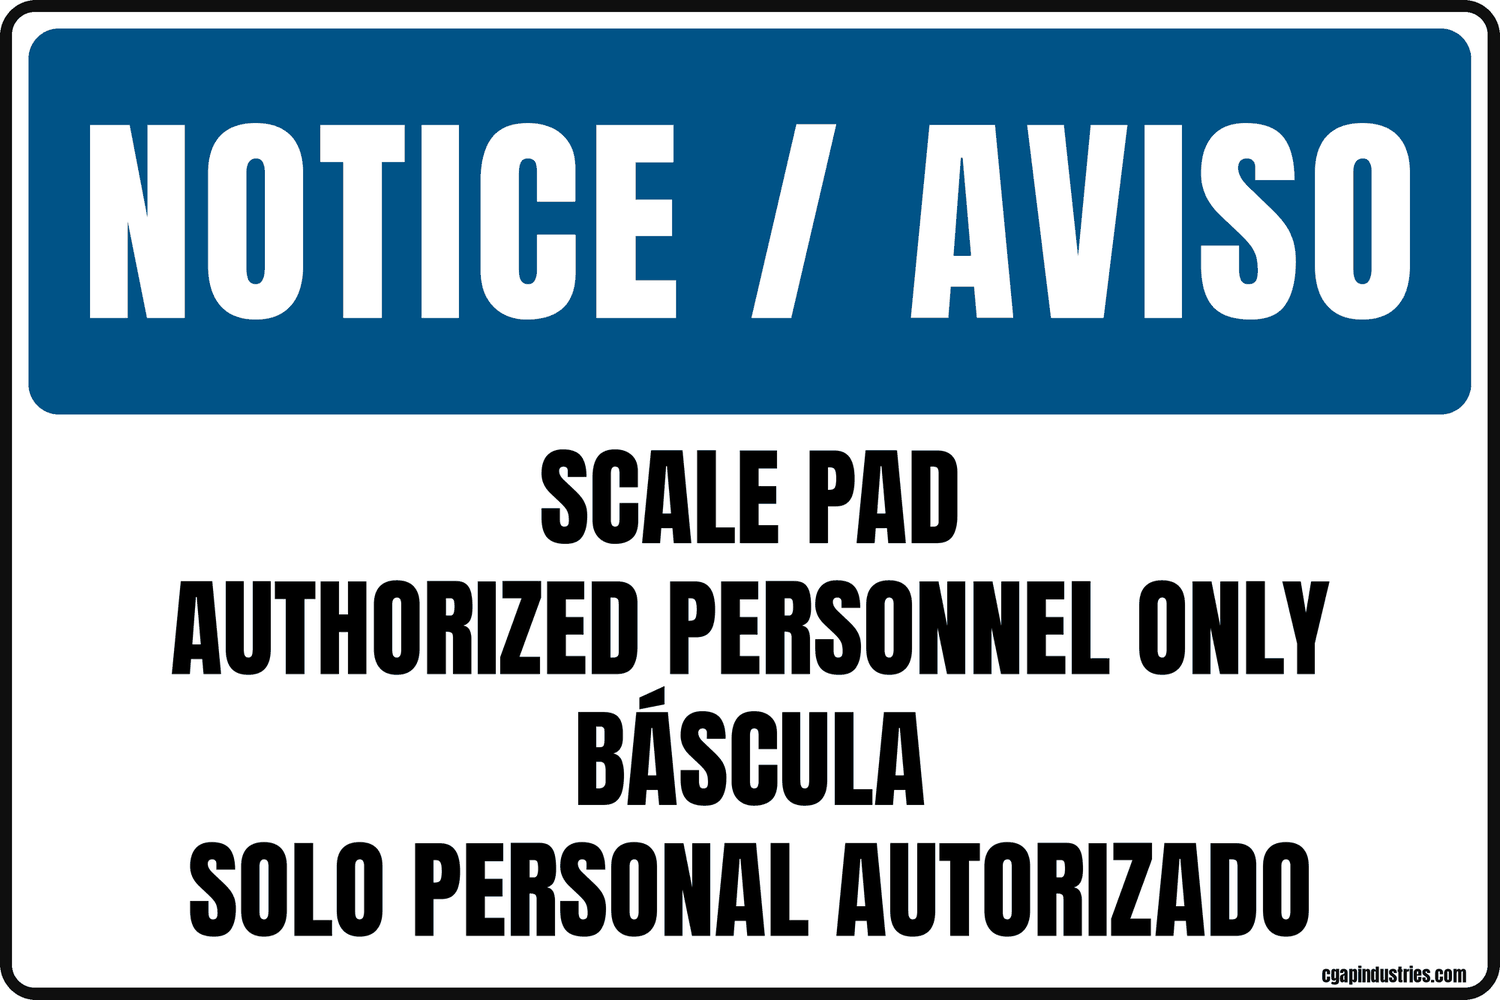 NOTICE / AVISO
SCALE PAD
AUTHORIZED PERSONNEL ONLY
BÁSCULA
SOLO PERSONAL AUTORIZADO
cgapindustries.com